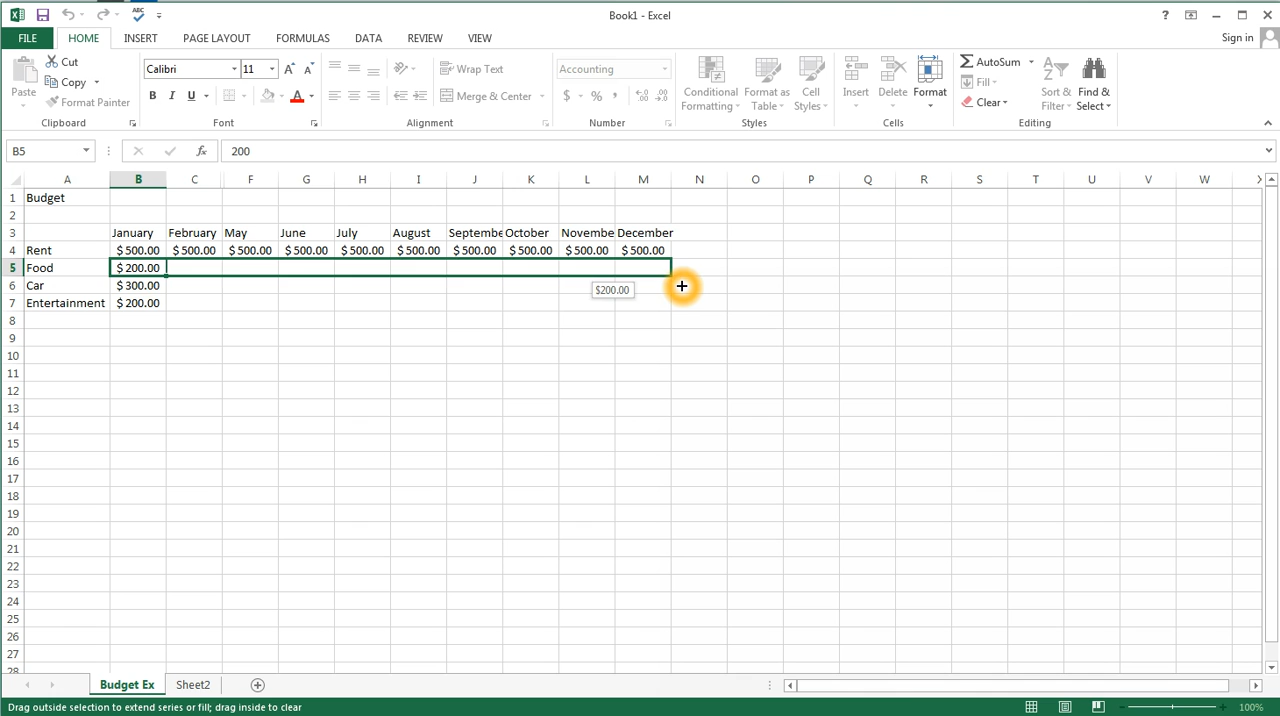 ABC
Book1 - Excel
?
FILE HOME INSERT PAGE LAYOUT FORMULAS DATA REVIEW VIEW Sign in
Paste Cut Copy Format Painter
Clipboard
Calibri 11 A A
B I U A
Font
Wrap Text
Merge & Center
Alignment
Accounting
$ % , .0 .00
Number
Conditional Formatting Format as Table Cell Styles
Styles
Insert Delete Format
Cells
AutoSum Fill Clear Sort & Filter Find & Select
Editing
B5 fx 200
A B C F G H I J K L M N O P Q R S T U V W X
1 Budget
2
3 January February May June July August Septembe October Novembe December
4 Rent $ 500.00 $ 500.00 $ 500.00 $ 500.00 $ 500.00 $ 500.00 $ 500.00 $ 500.00 $ 500.00 $ 500.00
5 Food $ 200.00
6 Car $ 300.00
$200.00
7 Entertainment $ 200.00
8
9
10
11
12
13
14
15
16
17
18
19
20
21
22
23
24
25
26
27
28
Budget Ex Sheet2
Drag outside selection to extend series or fill; drag inside to clear 100%